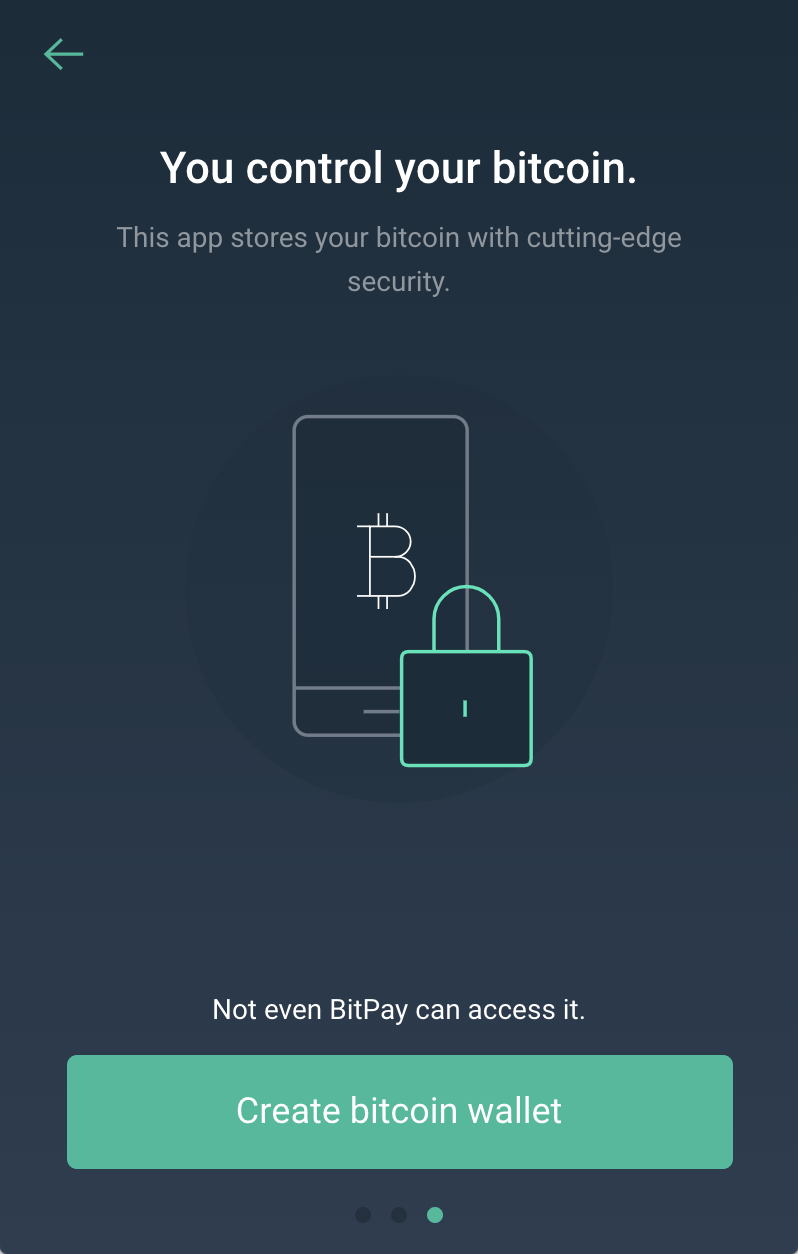 You control your bitcoin.
This app stores your bitcoin with cutting-edge
security.
Not even BitPay can access it.
Create bitcoin wallet